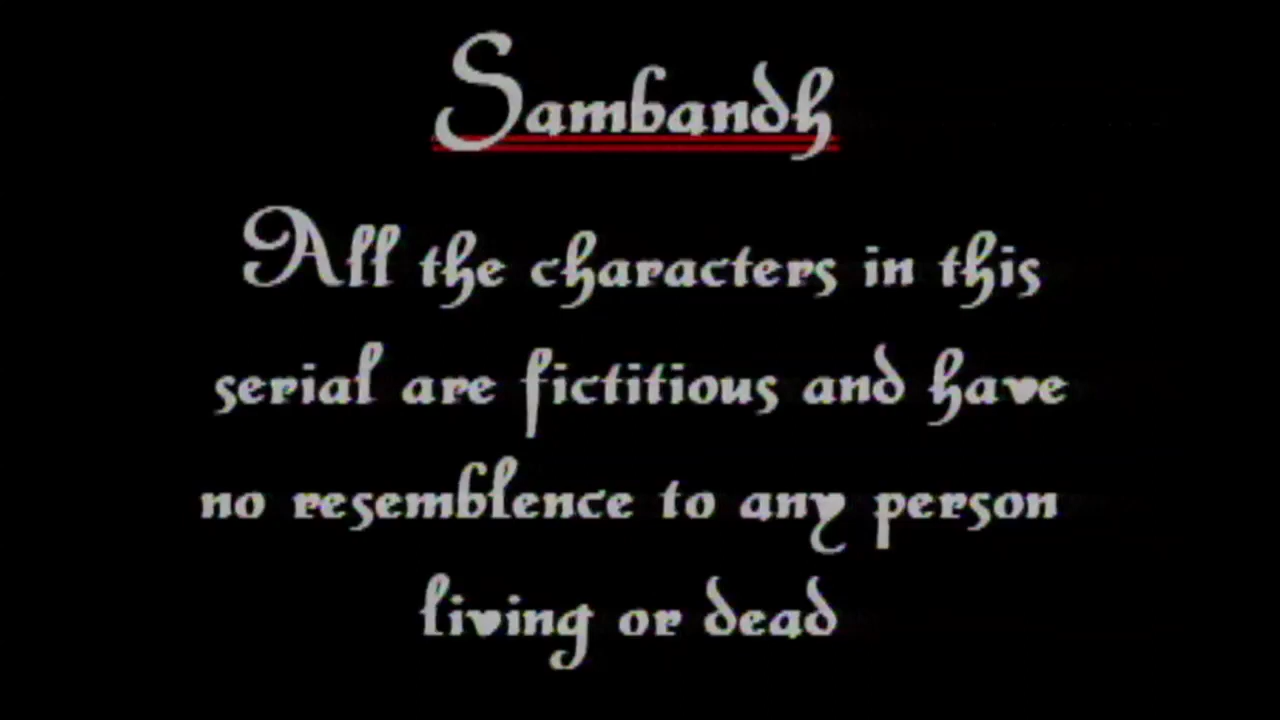 Sambandh
All the characters in this
serial are fictitious and have
no resemblence to any person
living or dead